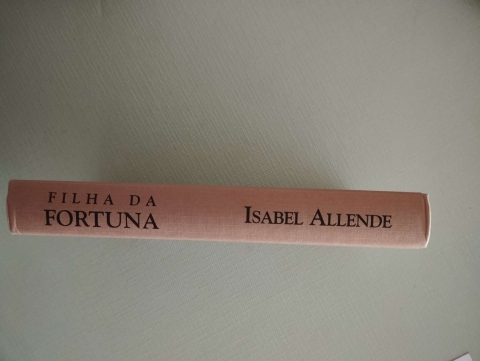 FILHA DA
FORTUNA
ISABEL ALLENDE